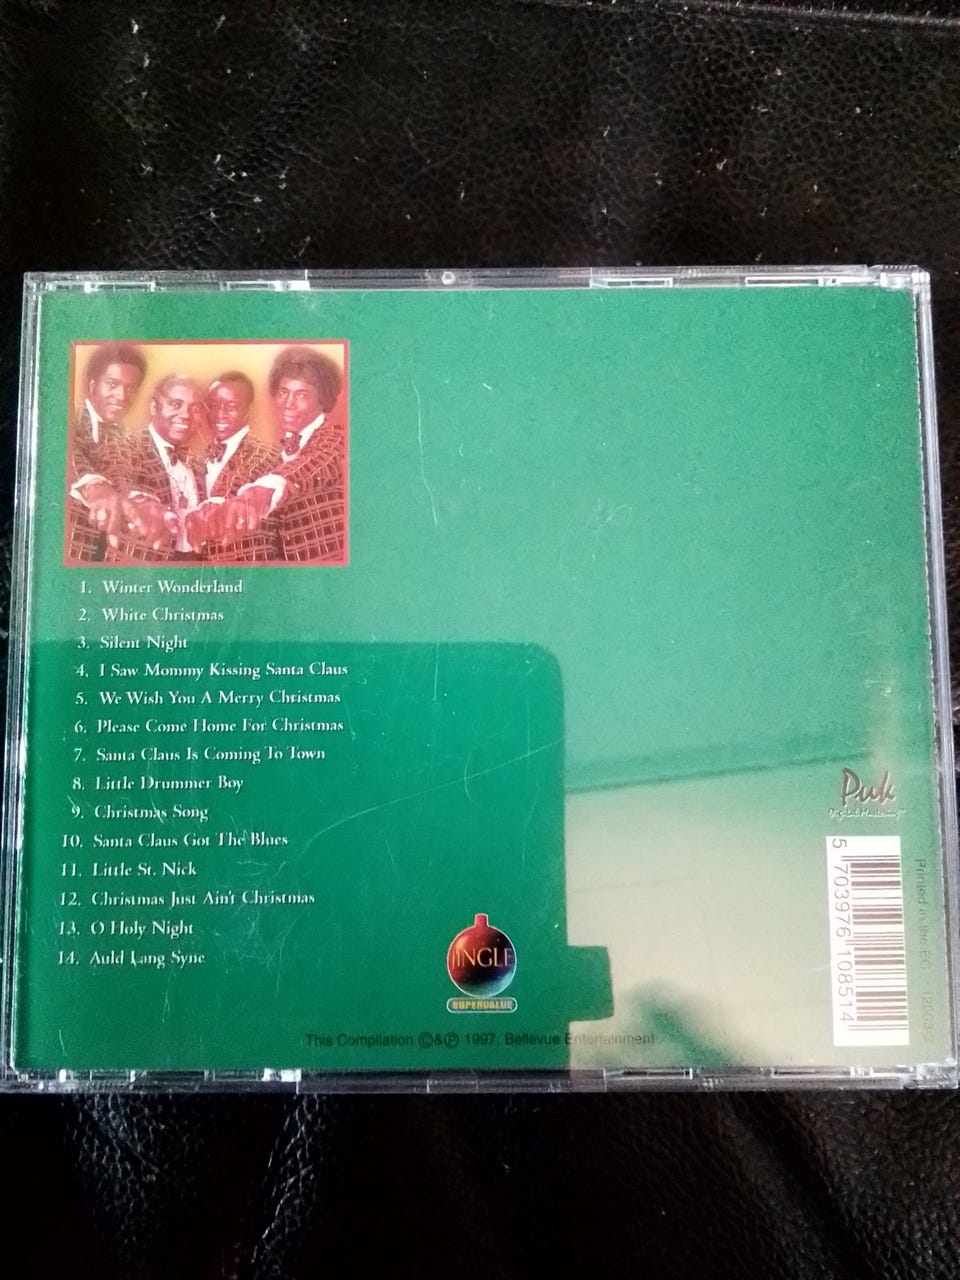 1. Winter Wonderland
2. White Christmas
3. Silent Night
4. I Saw Mommy Kissing Santa Claus
5. We Wish You A Merry Christmas
6. Please Come Home For Christmas
7. Santa Claus Is Coming To Town
8. Little Drummer Boy
9. Christmas Song
10. Santa Claus Got The Blues
11. Little St. Nick
12. Christmas Just Ain't Christmas
13. O Holy Night
14. Auld Lang Syne
Puk
Digital Mastering
5 703976 108514
Printed in the EC
JINGLE
SUPERVALUE
This Compilation ©&℗ 1997, Bellevue Entertainment